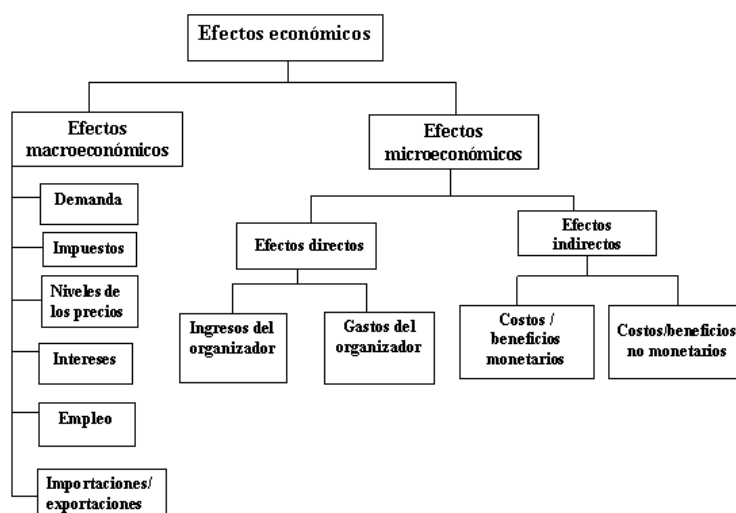 Efectos económicos
Efectos
macroeconómicos
Efectos
microeconómicos
Demanda
Impuestos
Niveles de
los precios
Intereses
Empleo
Importaciones/
exportaciones
Efectos directos
Efectos
indirectos
Ingresos del
organizador
Gastos del
organizador
Costos /
beneficios
monetarios
Costos/beneficios
no monetarios